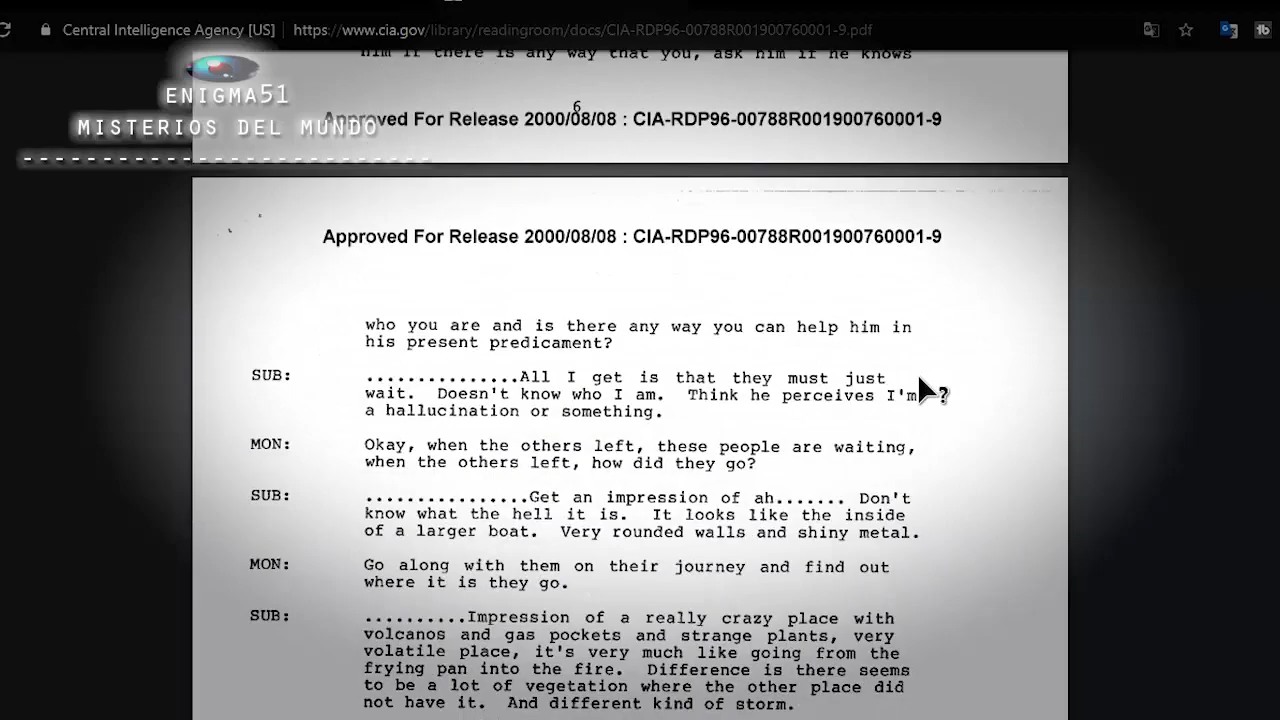 Central Intelligence Agency [US] https://www.cia.gov/library/readingroom/docs/CIA-RDP96-00788R001900760001-9.pdf
him if there is any way that you, ask him if he knows
ENIGMA51
MISTERIOS DEL MUNDO
6
Approved For Release 2000/08/08 : CIA-RDP96-00788R001900760001-9
Approved For Release 2000/08/08 : CIA-RDP96-00788R001900760001-9
who you are and is there any way you can help him in
his present predicament?
SUB: ...............All I get is that they must just
wait. Doesn't know who I am. Think he perceives I'm
a hallucination or something.
MON: Okay, when the others left, these people are waiting,
when the others left, how did they go?
SUB: ................Get an impression of ah....... Don't
know what the hell it is. It looks like the inside
of a larger boat. Very rounded walls and shiny metal.
MON: Go along with them on their journey and find out
where it is they go.
SUB: ..........Impression of a really crazy place with
volcanos and gas pockets and strange plants, very
volatile place, it's very much like going from the
frying pan into the fire. Difference is there seems
to be a lot of vegetation where the other place did
not have it. And different kind of storm.